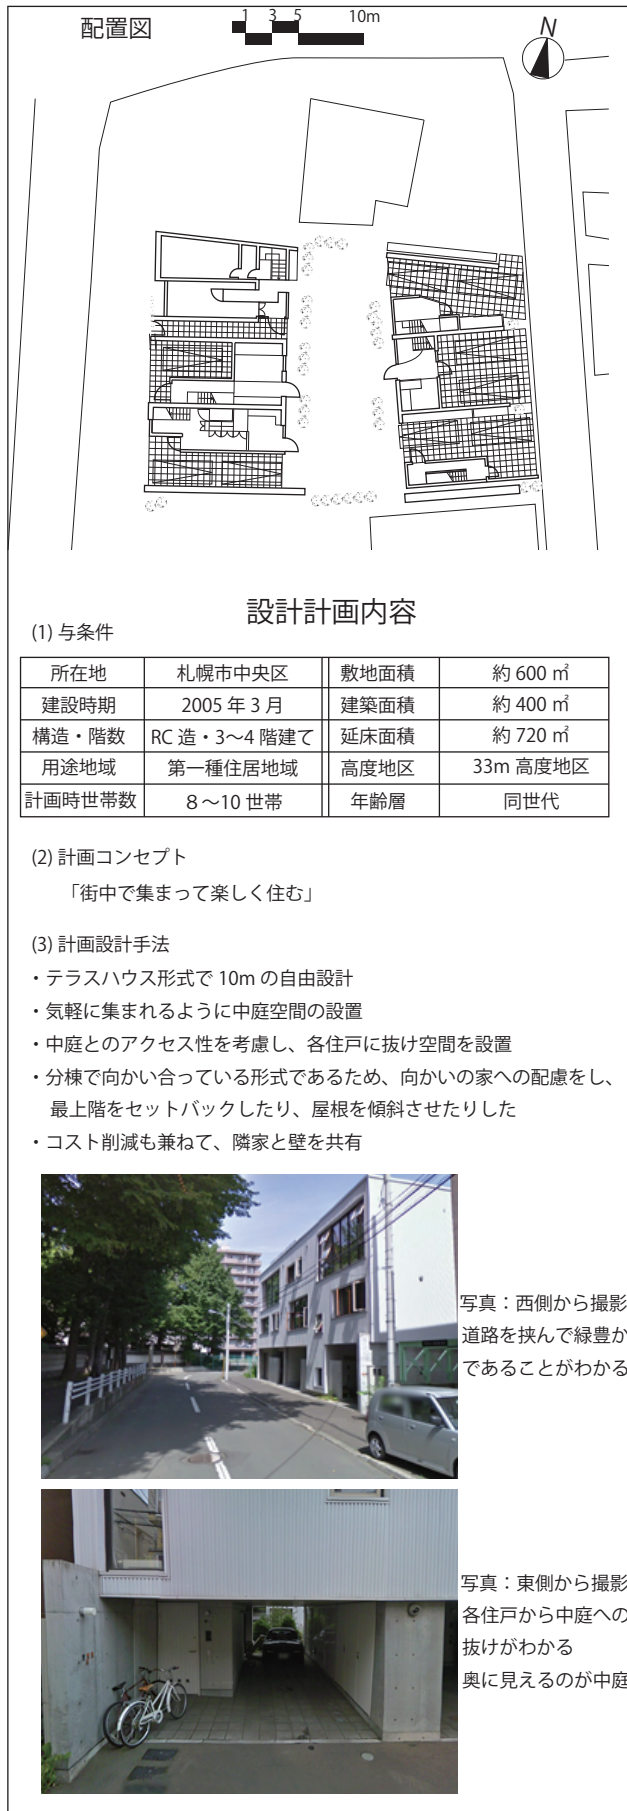 配置図
1 3 5 10m
N
設計計画内容
(1) 与条件
所在地 札幌市中央区 敷地面積 約 600 ㎡
建設時期 2005 年 3 月 建築面積 約 400 ㎡
構造・階数 RC 造・3～4 階建て 延床面積 約 720 ㎡
用途地域 第一種住居地域 高度地区 33m 高度地区
計画時世帯数 8～10 世帯 年齢層 同世代
(2) 計画コンセプト
「街中で集まって楽しく住む」
(3) 計画設計手法
・テラスハウス形式で 10m の自由設計
・気軽に集まれるように中庭空間の設置
・中庭とのアクセス性を考慮し、各住戸に抜け空間を設置
・分棟で向かい合っている形式であるため、向かいの家への配慮をし、
最上階をセットバックしたり、屋根を傾斜させたりした
・コスト削減も兼ねて、隣家と壁を共有
写真：西側から撮影
道路を挟んで緑豊か
であることがわかる
写真：東側から撮影
各住戸から中庭への
抜けがわかる
奥に見えるのが中庭